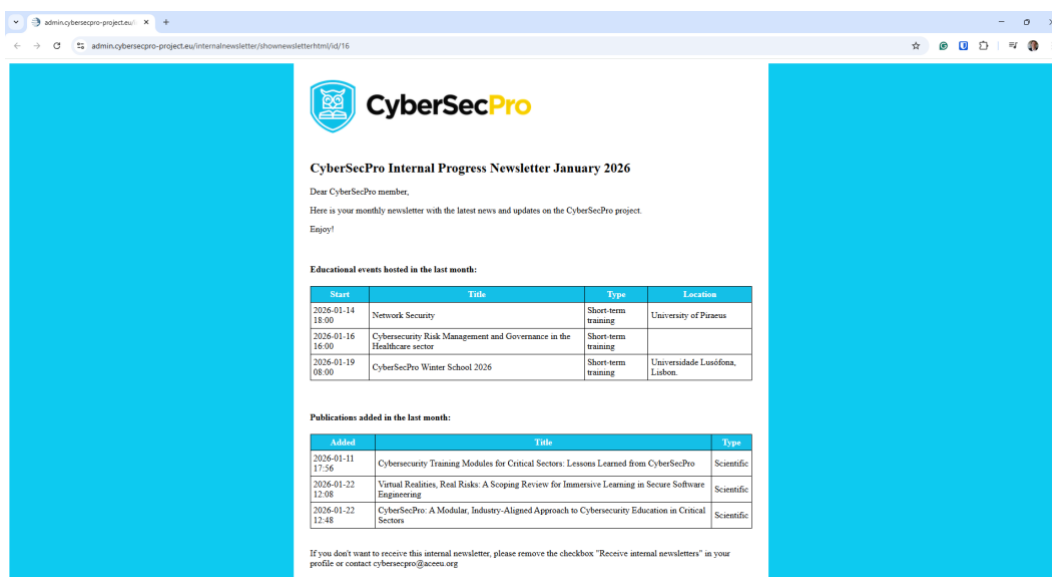 admin.cybersecpro-project.eu/i
admin.cybersecpro-project.eu/internalnewsletter/shownewsletterhtml/id/16
CyberSecPro
CyberSecPro Internal Progress Newsletter January 2026
Dear CyberSecPro member,
Here is your monthly newsletter with the latest news and updates on the CyberSecPro project.
Enjoy!
Educational events hosted in the last month:
Start Title Type Location
2026-01-14 18:00 Network Security Short-term training University of Piraeus
2026-01-16 16:00 Cybersecurity Risk Management and Governance in the Healthcare sector Short-term training
2026-01-19 08:00 CyberSecPro Winter School 2026 Short-term training Universidade Lusófona, Lisbon.
Publications added in the last month:
Added Title Type
2026-01-11 17:56 Cybersecurity Training Modules for Critical Sectors: Lessons Learned from CyberSecPro Scientific
2026-01-22 12:08 Virtual Realities, Real Risks: A Scoping Review for Immersive Learning in Secure Software Engineering Scientific
2026-01-22 12:48 CyberSecPro: A Modular, Industry-Aligned Approach to Cybersecurity Education in Critical Sectors Scientific
If you don't want to receive this internal newsletter, please remove the checkbox "Receive internal newsletters" in your
profile or contact cybersecpro@aceeu.org